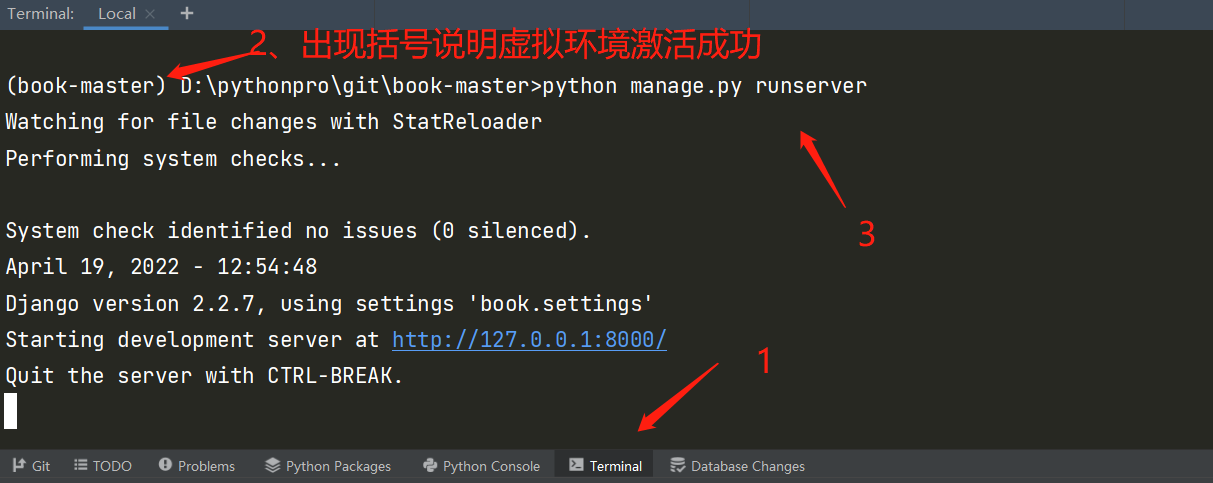 Terminal: Local × +
2、出现括号说明虚拟环境激活成功
(book-master) D:\pythonpro\git\book-master>python manage.py runserver
Watching for file changes with StatReloader
Performing system checks...
3
System check identified no issues (0 silenced).
April 19, 2022 - 12:54:48
Django version 2.2.7, using settings 'book.settings'
Starting development server at http://127.0.0.1:8000/
1
Quit the server with CTRL-BREAK.
Git TODO Problems Python Packages Python Console Terminal Database Changes